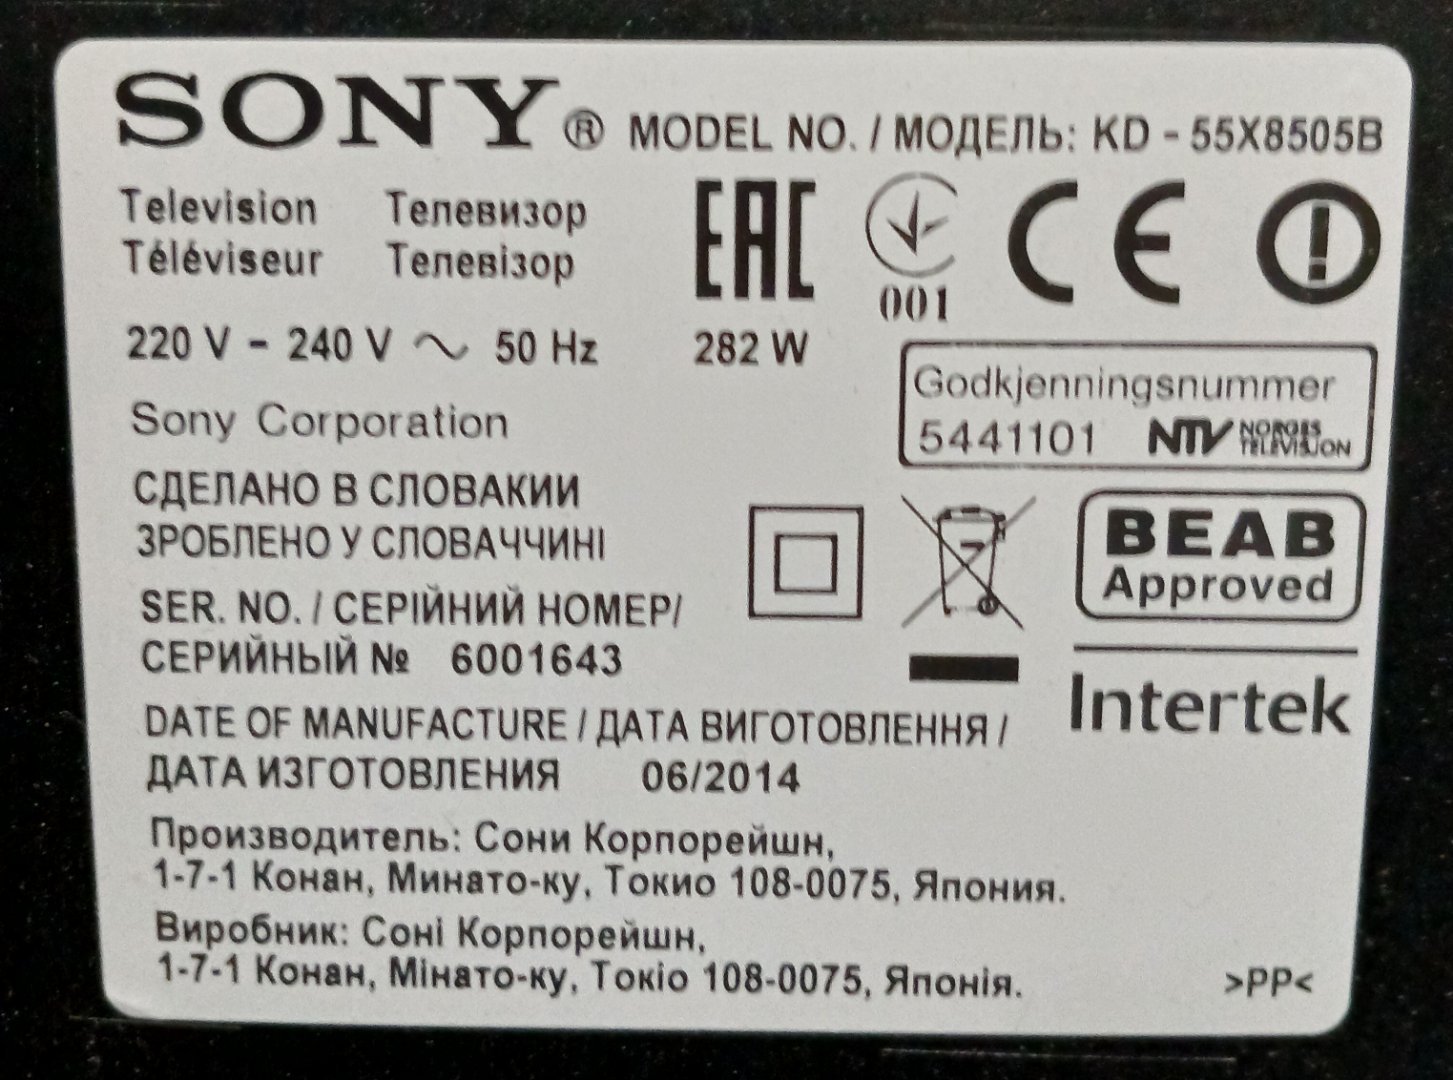 SONY® MODEL NO. / МОДЕЛЬ: KD - 55X8505B
Television Телевизор
Téléviseur Телевізор
EAC
001
CE
220 V - 240 V ~ 50 Hz 282 W
Godkjenningsnummer
5441101 NTV NORGES TELEVISJON
Sony Corporation
СДЕЛАНО В СЛОВАКИИ
ЗРОБЛЕНО У СЛОВАЧЧИНІ
BEAB
Approved
SER. NO. / СЕРІЙНИЙ НОМЕР/
СЕРИЙНЫЙ № 6001643
Intertek
DATE OF MANUFACTURE / ДАТА ВИГОТОВЛЕННЯ /
ДАТА ИЗГОТОВЛЕНИЯ 06/2014
Производитель: Сони Корпорейшн,
1-7-1 Конан, Минато-ку, Токио 108-0075, Япония.
Виробник: Соні Корпорейшн,
1-7-1 Конан, Мінато-ку, Токіо 108-0075, Японія.
>PP<